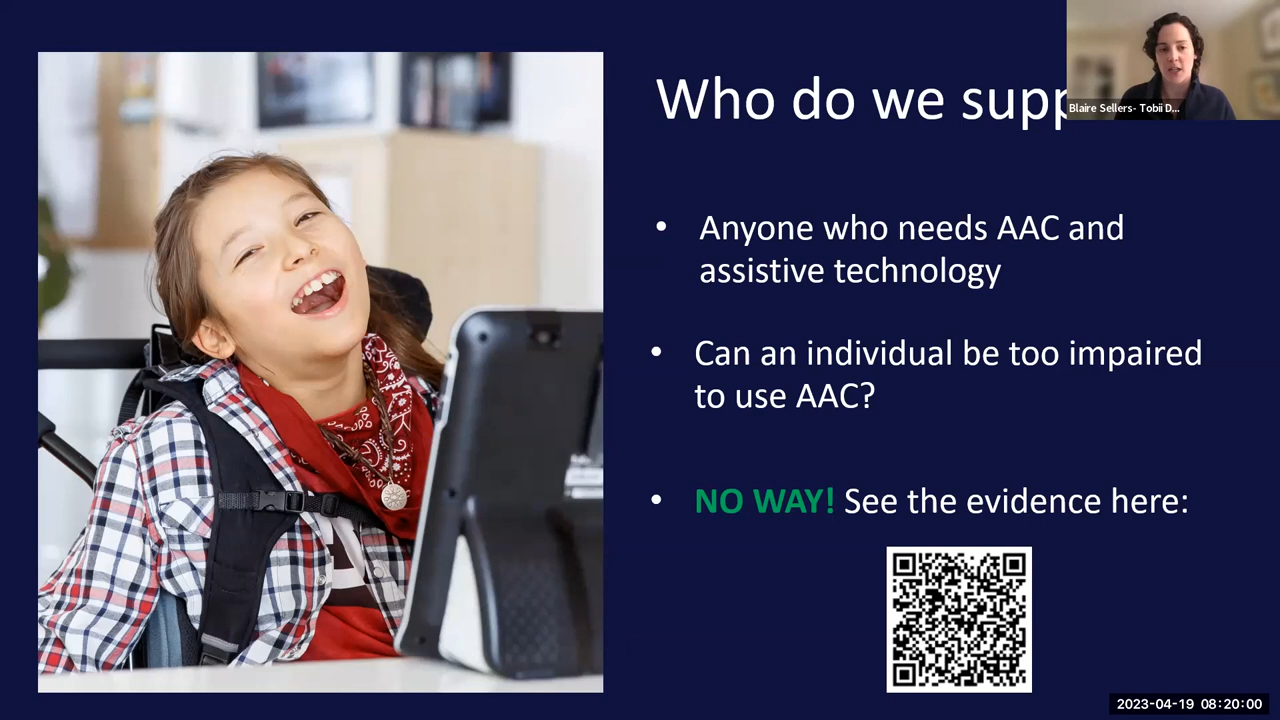 Who do we supp
Blaire Sellers- Tobii D...
Anyone who needs AAC and
assistive technology
Can an individual be too impaired
to use AAC?
NO WAY! See the evidence here:
2023-04-19 08:20:00